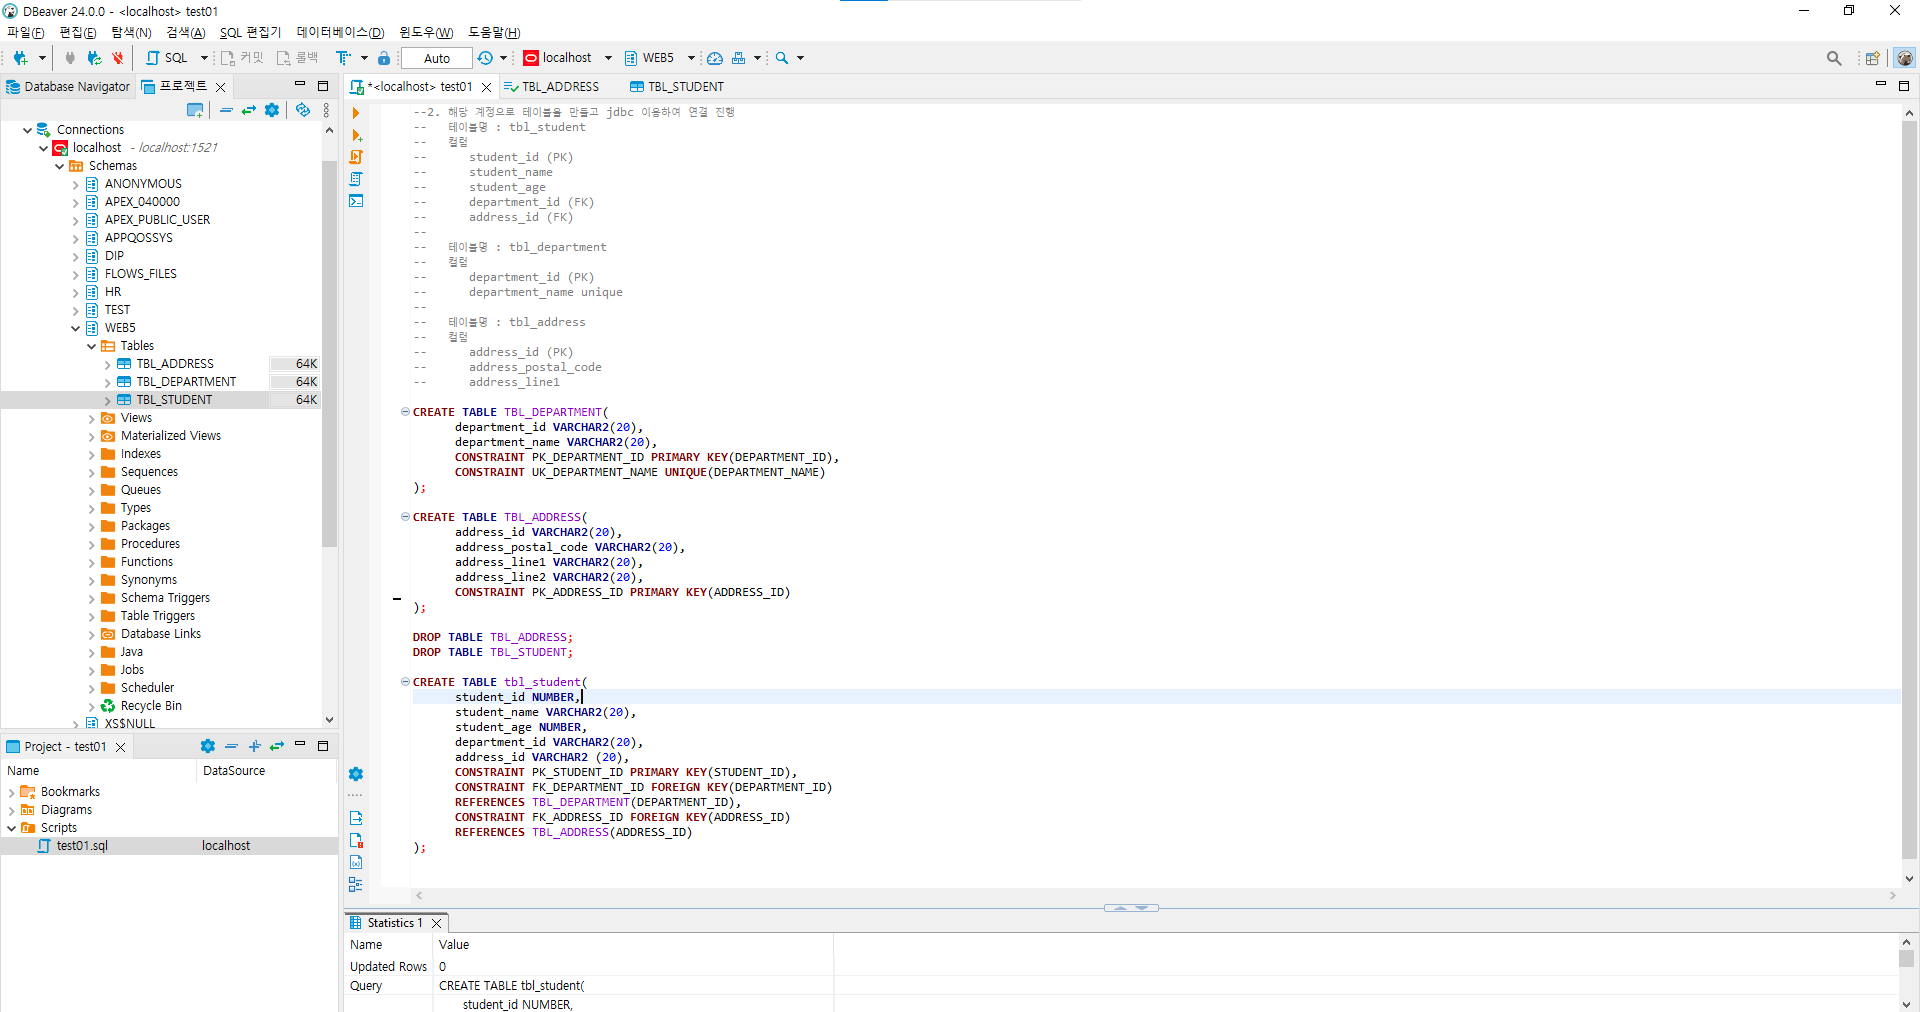 DBeaver 24.0.0 - <localhost> test01
파일(F) 편집(E) 탐색(N) 검색(A) SQL 편집기 데이터베이스(D) 윈도우(W) 도움말(H)
SQL 커밋 롤백 Auto localhost WEB5
Database Navigator 프로젝트
*<localhost> test01 TBL_ADDRESS TBL_STUDENT
Connections
localhost - localhost:1521
Schemas
ANONYMOUS
APEX_040000
APEX_PUBLIC_USER
APPQOSSYS
DIP
FLOWS_FILES
HR
TEST
WEB5
Tables
TBL_ADDRESS 64K
TBL_DEPARTMENT 64K
TBL_STUDENT 64K
Views
Materialized Views
Indexes
Sequences
Queues
Types
Packages
Procedures
Functions
Synonyms
Schema Triggers
Table Triggers
Database Links
Java
Jobs
Scheduler
Recycle Bin
XS$NULL
Project - test01
Name DataSource
Bookmarks
Diagrams
Scripts
test01.sql localhost
--2. 해당 계정으로 테이블을 만들고 jdbc 이용하여 연결 진행
-- 테이블명 : tbl_student
-- 컬럼
-- student_id (PK)
-- student_name
-- student_age
-- department_id (FK)
-- address_id (FK)
--
-- 테이블명 : tbl_department
-- 컬럼
-- department_id (PK)
-- department_name unique
--
-- 테이블명 : tbl_address
-- 컬럼
-- address_id (PK)
-- address_postal_code
-- address_line1
CREATE TABLE TBL_DEPARTMENT(
department_id VARCHAR2(20),
department_name VARCHAR2(20),
CONSTRAINT PK_DEPARTMENT_ID PRIMARY KEY(DEPARTMENT_ID),
CONSTRAINT UK_DEPARTMENT_NAME UNIQUE(DEPARTMENT_NAME)
);
CREATE TABLE TBL_ADDRESS(
address_id VARCHAR2(20),
address_postal_code VARCHAR2(20),
address_line1 VARCHAR2(20),
address_line2 VARCHAR2(20),
CONSTRAINT PK_ADDRESS_ID PRIMARY KEY(ADDRESS_ID)
);
DROP TABLE TBL_ADDRESS;
DROP TABLE TBL_STUDENT;
CREATE TABLE tbl_student(
student_id NUMBER,
student_name VARCHAR2(20),
student_age NUMBER,
department_id VARCHAR2(20),
address_id VARCHAR2 (20),
CONSTRAINT PK_STUDENT_ID PRIMARY KEY(STUDENT_ID),
CONSTRAINT FK_DEPARTMENT_ID FOREIGN KEY(DEPARTMENT_ID)
REFERENCES TBL_DEPARTMENT(DEPARTMENT_ID),
CONSTRAINT FK_ADDRESS_ID FOREIGN KEY(ADDRESS_ID)
REFERENCES TBL_ADDRESS(ADDRESS_ID)
);
Statistics 1
Name Value
Updated Rows 0
Query CREATE TABLE tbl_student(
student_id NUMBER,